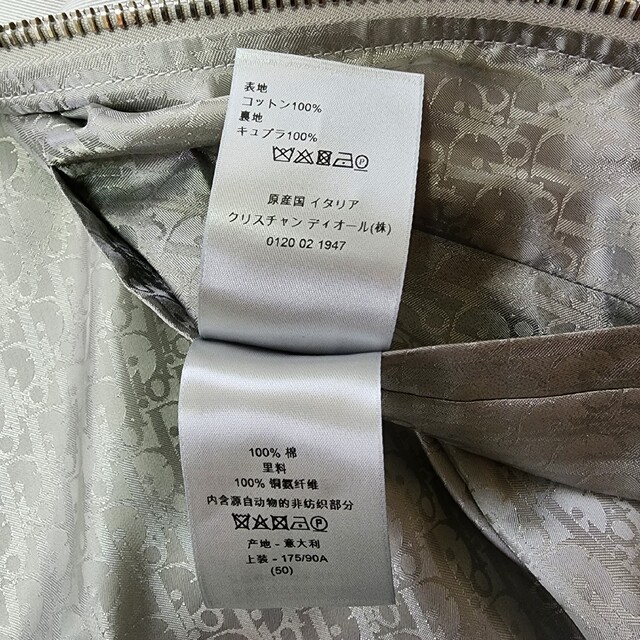 表地
コットン100%
裏地
キュプラ100%
原産国 イタリア
クリスチャン ディオール(株)
0120 02 1947
100% 棉
里料
100% 铜氨纤维
内含源自动物的非纺织部分
产地 - 意大利
上装 - 175/90A
(50)